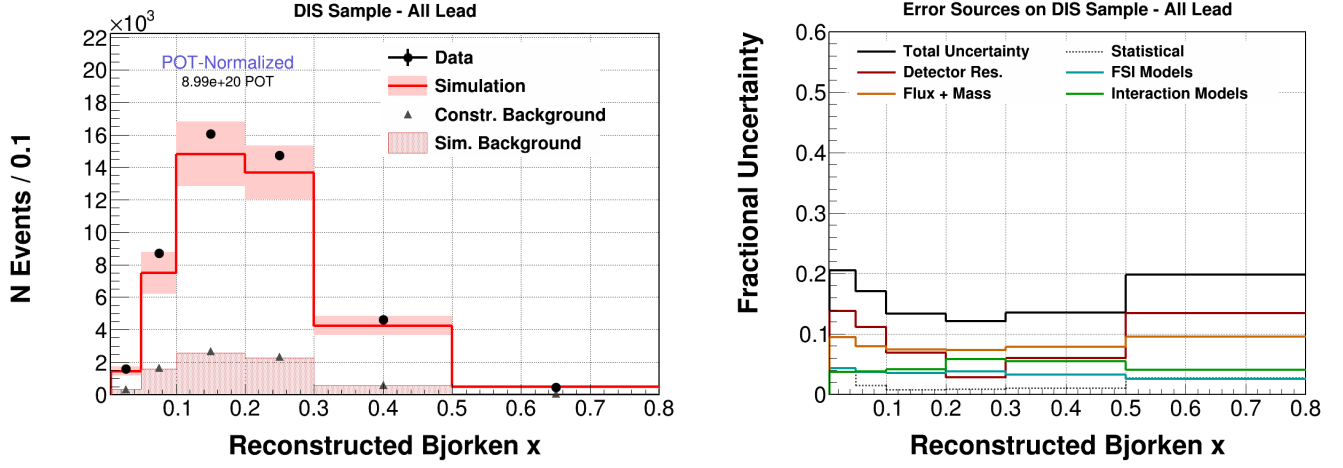 DIS Sample - All Lead
×10³
22
20
18
16
14
12
10
8
6
4
2
0
N Events / 0.1
POT-Normalized
8.99e+20 POT
Data
Simulation
Constr. Background
Sim. Background
0.1 0.2 0.3 0.4 0.5 0.6 0.7 0.8
Reconstructed Bjorken x
Error Sources on DIS Sample - All Lead
0.6
0.5
0.4
0.3
0.2
0.1
0
Fractional Uncertainty
Total Uncertainty Statistical
Detector Res. FSI Models
Flux + Mass Interaction Models
0.1 0.2 0.3 0.4 0.5 0.6 0.7 0.8
Reconstructed Bjorken x